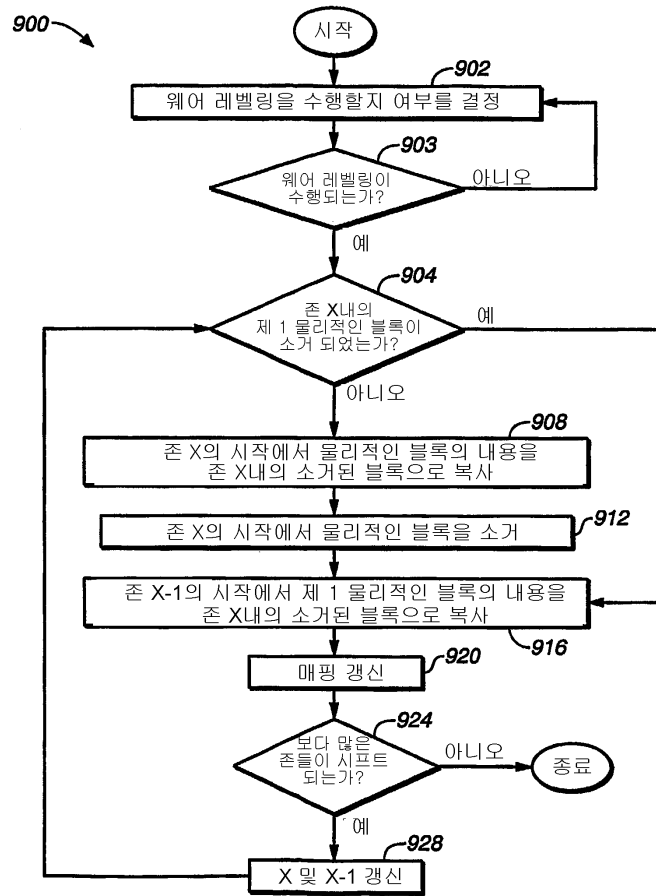 900
시작
902
웨어 레벨링을 수행할지 여부를 결정
903
웨어 레벨링이
수행되는가?
아니오
예
904
존 X내의
제 1 물리적인 블록이
소거 되었는가?
예
아니오
908
존 X의 시작에서 물리적인 블록의 내용을
존 X내의 소거된 블록으로 복사
912
존 X의 시작에서 물리적인 블록을 소거
존 X-1의 시작에서 제 1 물리적인 블록의 내용을
존 X내의 소거된 블록으로 복사
916
920
매핑 갱신
924
보다 많은
존들이 시프트
되는가?
아니오
종료
예
928
X 및 X-1 갱신